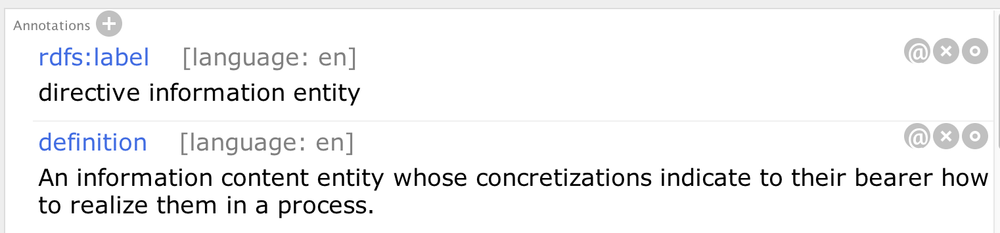 Annotations
rdfs:label [language: en]
directive information entity
definition [language: en]
An information content entity whose concretizations indicate to their bearer how
to realize them in a process.